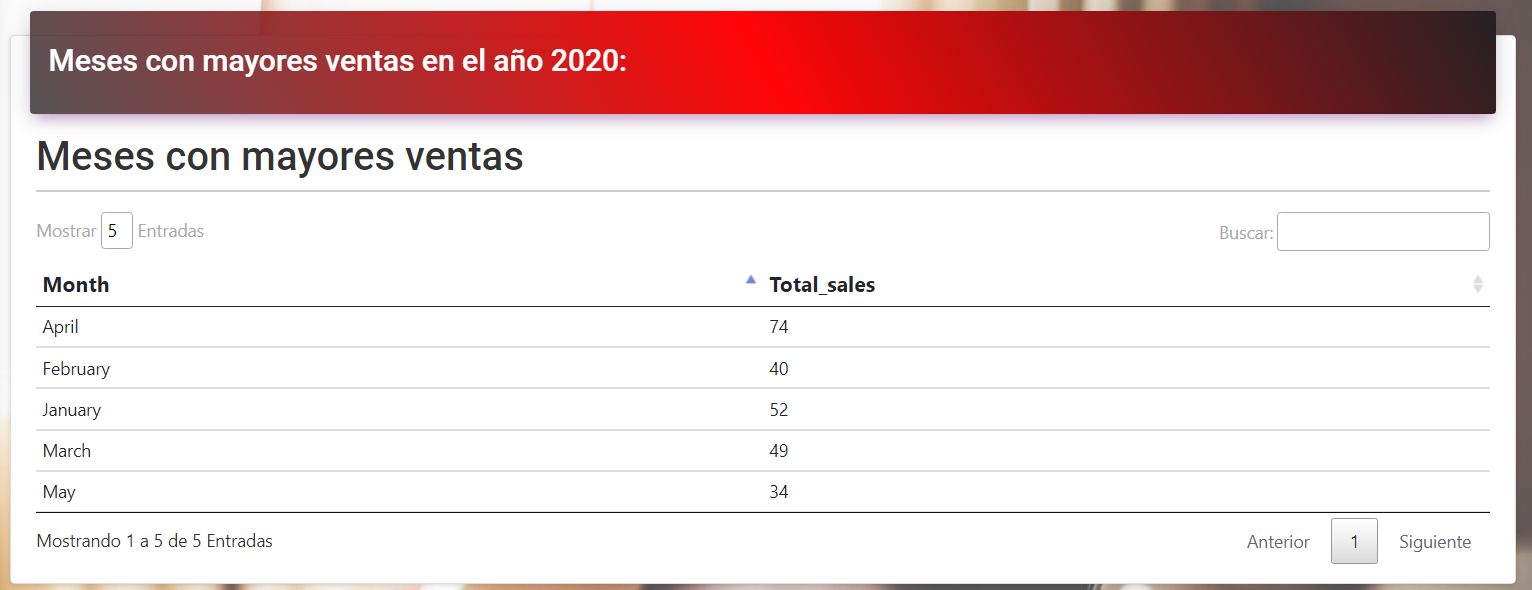 Meses con mayores ventas en el año 2020:
Meses con mayores ventas
Mostrar 5 Entradas Buscar:
Month Total_sales
April 74
February 40
January 52
March 49
May 34
Mostrando 1 a 5 de 5 Entradas Anterior 1 Siguiente